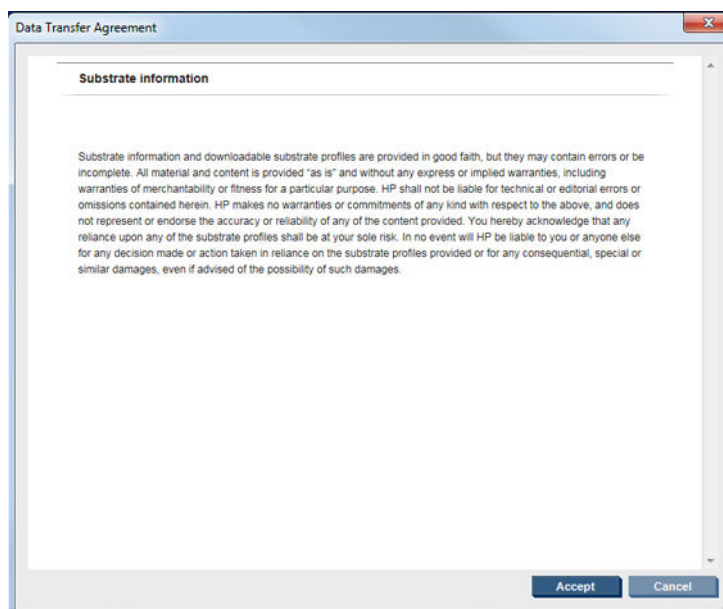 Data Transfer Agreement
Substrate information
Substrate information and downloadable substrate profiles are provided in good faith, but they may contain errors or be
incomplete. All material and content is provided "as is" and without any express or implied warranties, including
warranties of merchantability or fitness for a particular purpose. HP shall not be liable for technical or editorial errors or
omissions contained herein. HP makes no warranties or commitments of any kind with respect to the above, and does
not represent or endorse the accuracy or reliability of any of the content provided. You hereby acknowledge that any
reliance upon any of the substrate profiles shall be at your sole risk. In no event will HP be liable to you or anyone else
for any decision made or action taken in reliance on the substrate profiles provided or for any consequential, special or
similar damages, even if advised of the possibility of such damages.
Accept Cancel